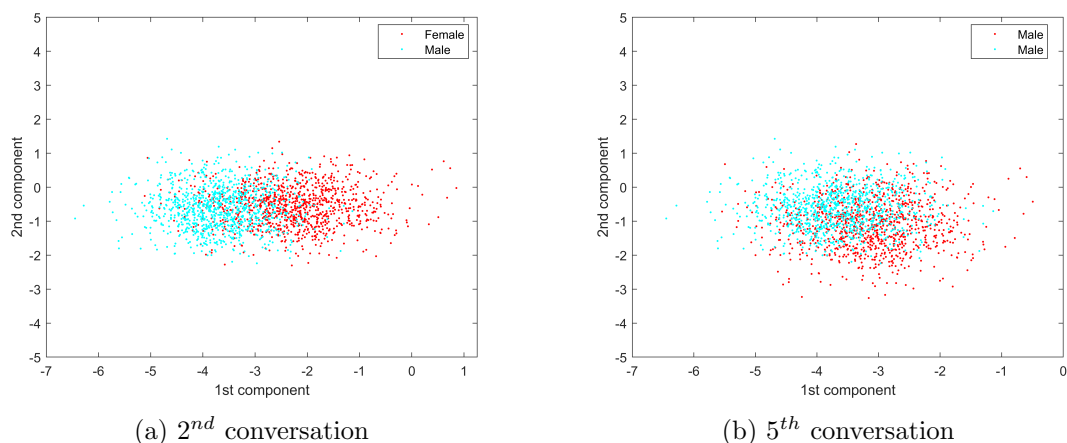 5
4
3
2
1
0
-1
-2
-3
-4
-5
2nd component
-7 -6 -5 -4 -3 -2 -1 0 1
1st component
Female
Male
(a) 2nd conversation
5
4
3
2
1
0
-1
-2
-3
-4
-5
2nd component
-7 -6 -5 -4 -3 -2 -1 0
1st component
Male
Male
(b) 5th conversation